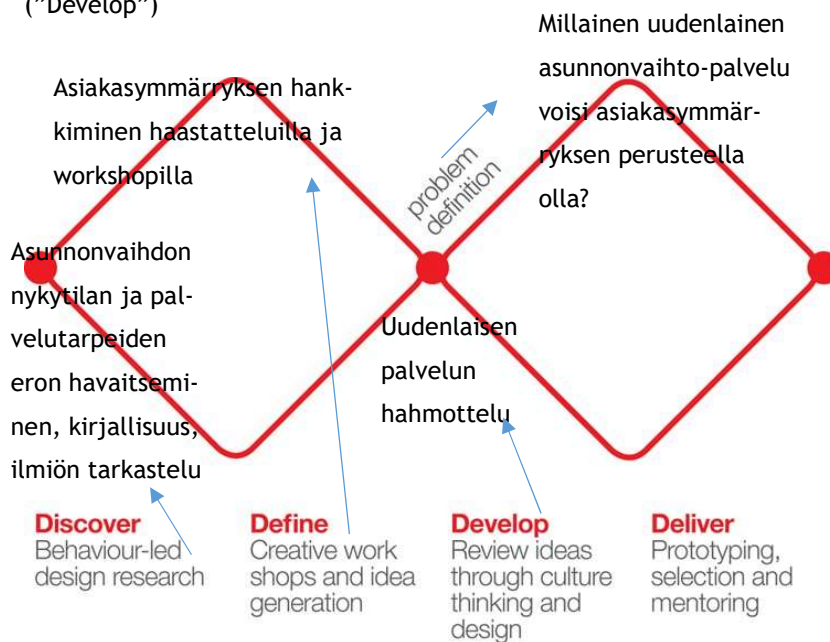 ("Develop")
Millainen uudenlainen
asunnonvaihto-palvelu
voisi asiakasymmär-
ryksen perusteella
olla?
Asiakasymmärryksen hank-
kiminen haastatteluilla ja
workshopilla
problem
definition
Asunnonvaihdon
nykytilan ja pal-
velutarpeiden
eron havaitsemi-
nen, kirjallisuus,
ilmiön tarkastelu
Uudenlaisen
palvelun
hahmottelu
Discover
Behaviour-led
design research
Define
Creative work
shops and idea
generation
Develop
Review ideas
through culture
thinking and
design
Deliver
Prototyping,
selection and
mentoring